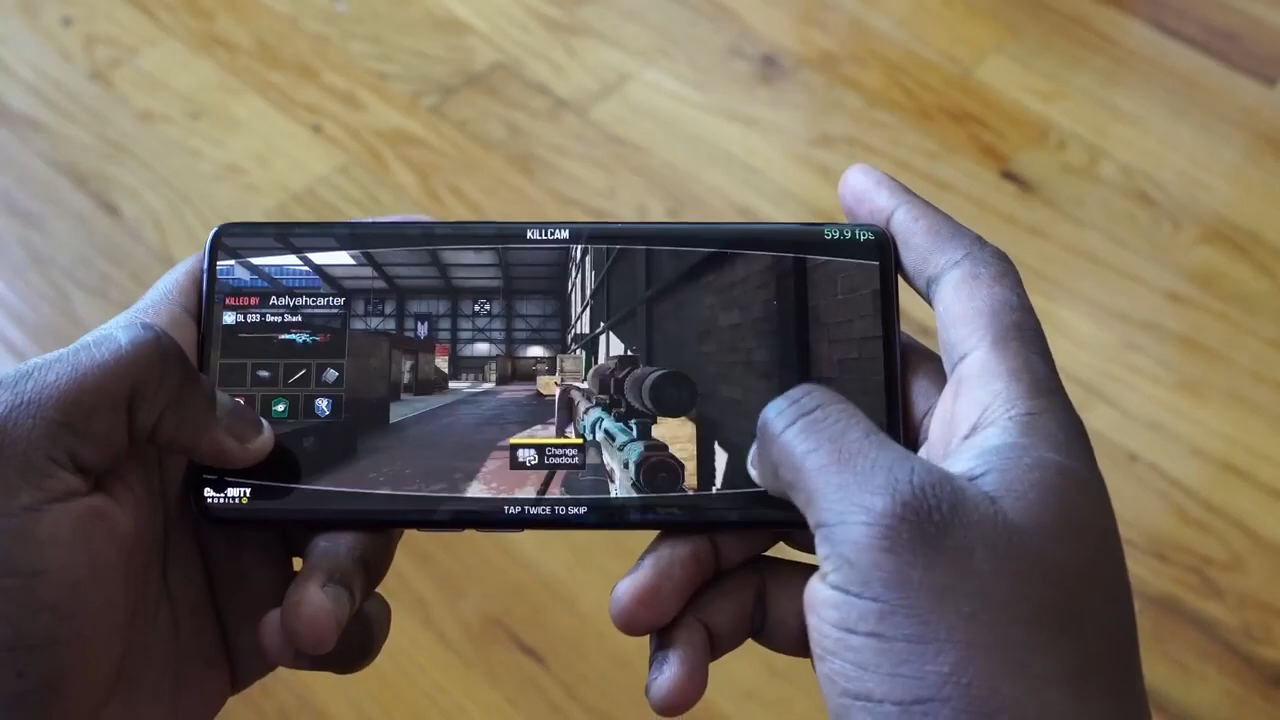 KILLCAM
59.9 fps
KILLED BY Aalyahcarter
DL Q33 - Deep Shark
Change
Loadout
CALL OF DUTY
MOBILE
TAP TWICE TO SKIP